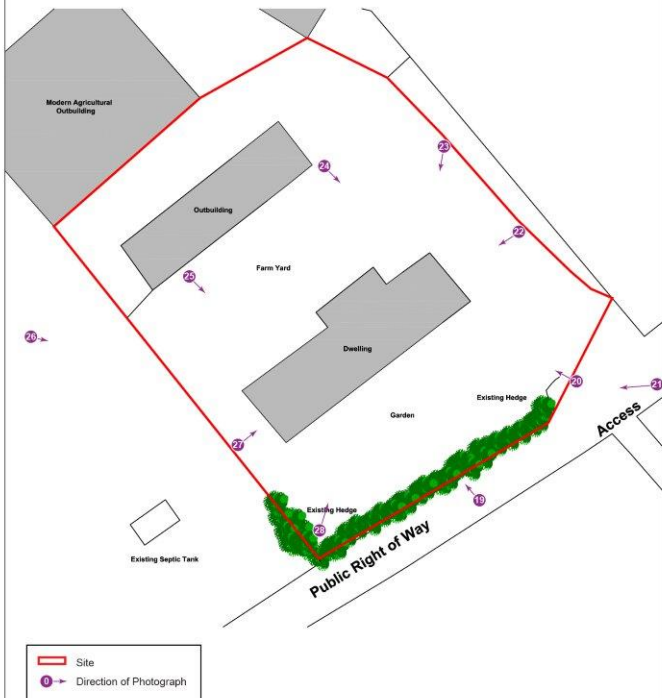 Modern Agricultural
Outbuilding
23
24
Outbuilding
22
25
Farm Yard
26
Dwelling
20
21
Existing Hedge
Garden
Access
27
19
Existing Hedge
28
Existing Septic Tank
Public Right of Way
Site
0
Direction of Photograph